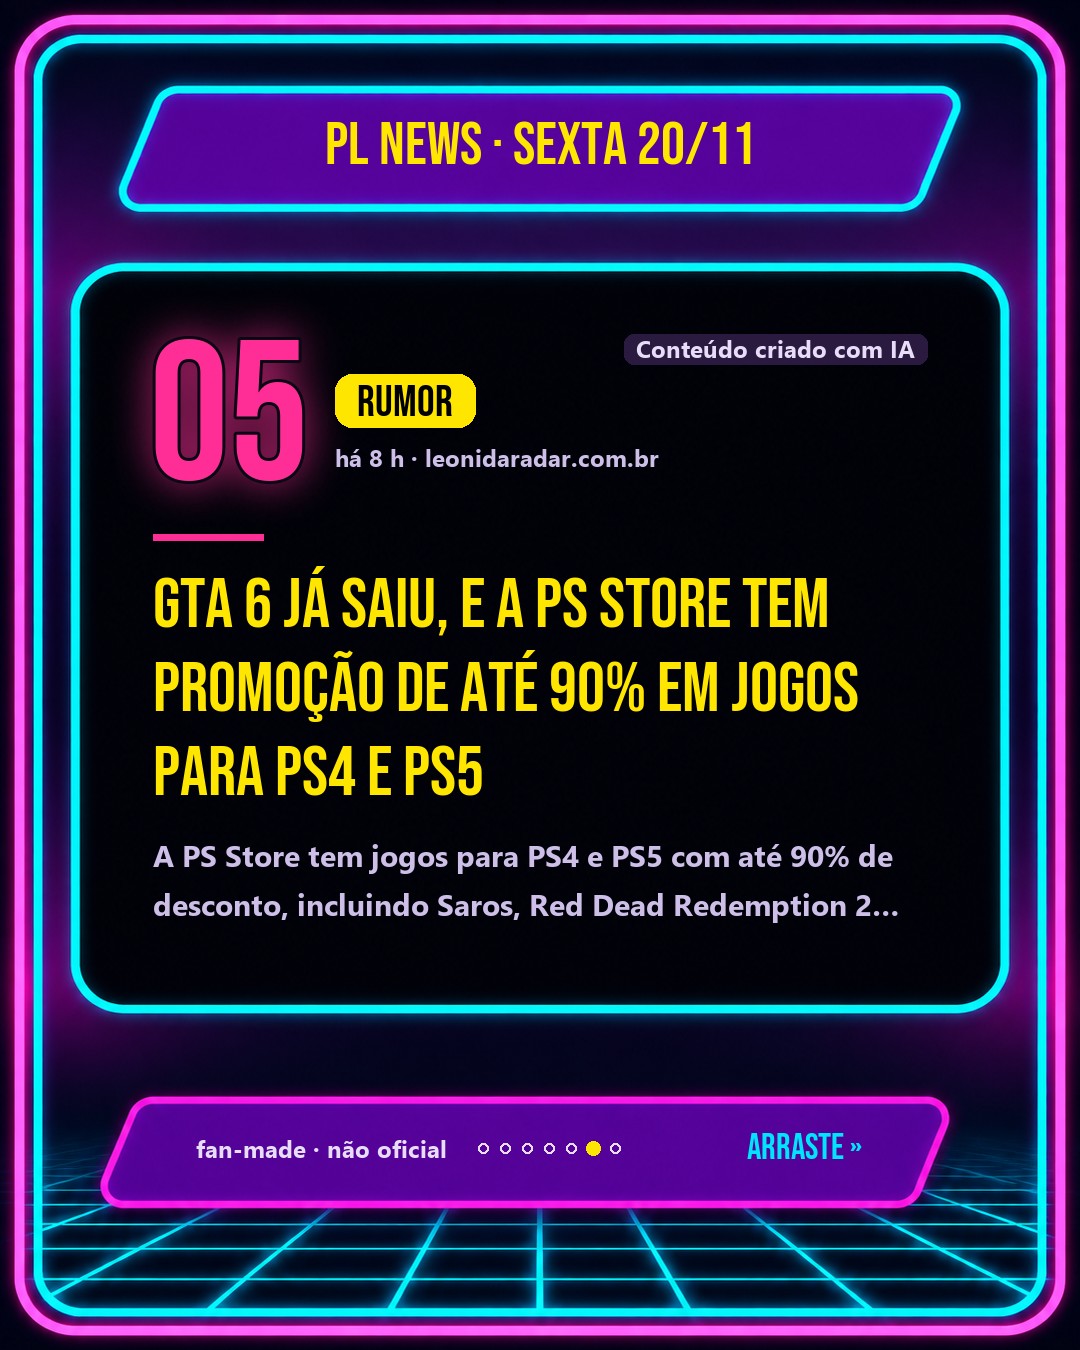 PL NEWS · SEXTA 20/11
05
Conteúdo criado com IA
RUMOR
há 8 h · leonidaradar.com.br
GTA 6 JÁ SAIU, E A PS STORE TEM
PROMOÇÃO DE ATÉ 90% EM JOGOS
PARA PS4 E PS5
A PS Store tem jogos para PS4 e PS5 com até 90% de
desconto, incluindo Saros, Red Dead Redemption 2…
fan-made · não oficial
ARRASTE »